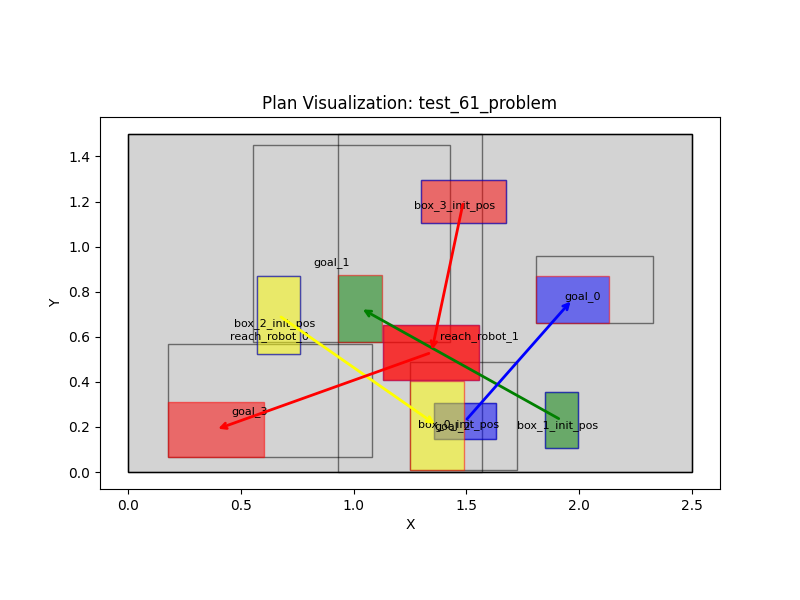 Plan Visualization: test_61_problem
1.4
1.2
1.0
0.8
0.6
0.4
0.2
0.0
Y
box_3_init_pos
goal_1
goal_0
box_2_init_pos
reach_robot_0
reach_robot_1
goal_3
box_0_init_pos
goal_2
box_1_init_pos
0.0
0.5
1.0
1.5
2.0
2.5
X